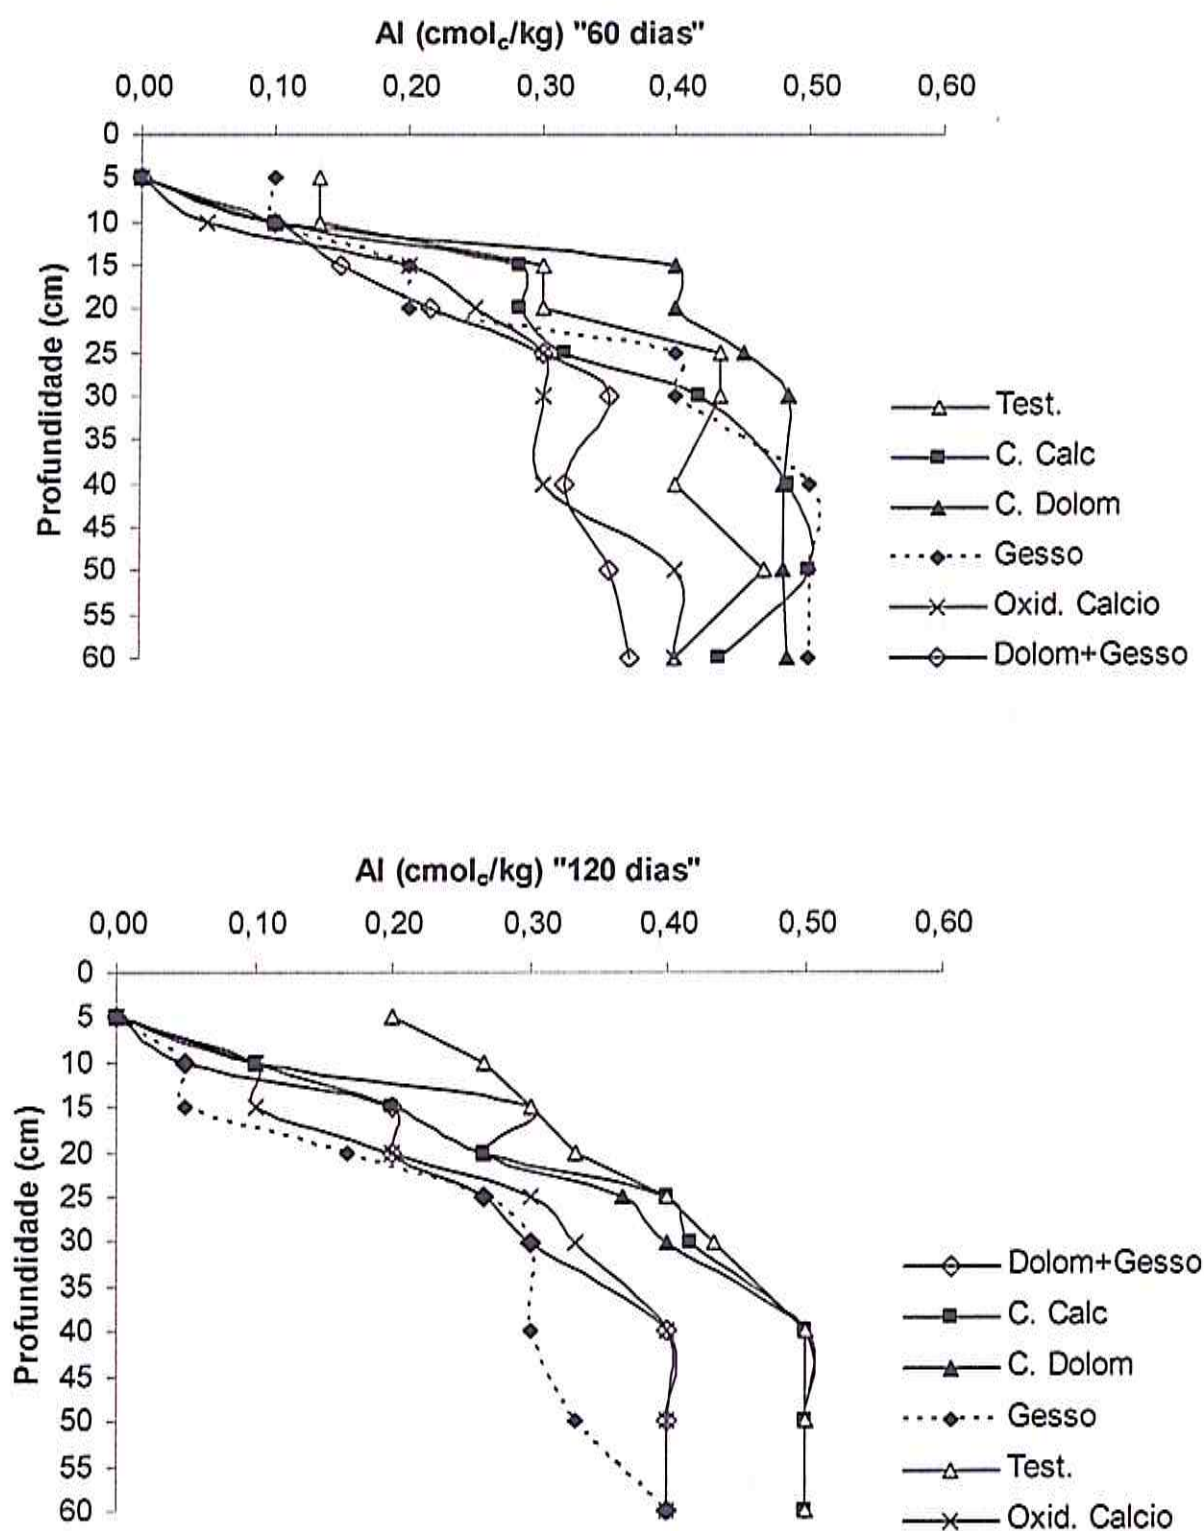 Al (cmolc/kg) "60 dias"
0,00 0,10 0,20 0,30 0,40 0,50 0,60
Profundidade (cm)
0
5
10
15
20
25
30
35
40
45
50
55
60
Test.
C. Calc
C. Dolom
Gesso
Oxid. Calcio
Dolom+Gesso
Al (cmolc/kg) "120 dias"
0,00 0,10 0,20 0,30 0,40 0,50 0,60
Profundidade (cm)
0
5
10
15
20
25
30
35
40
45
50
55
60
Dolom+Gesso
C. Calc
C. Dolom
Gesso
Test.
Oxid. Calcio